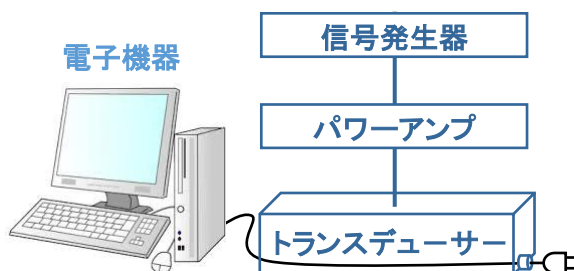 電子機器
信号発生器
パワーアンプ
トランスデューサー